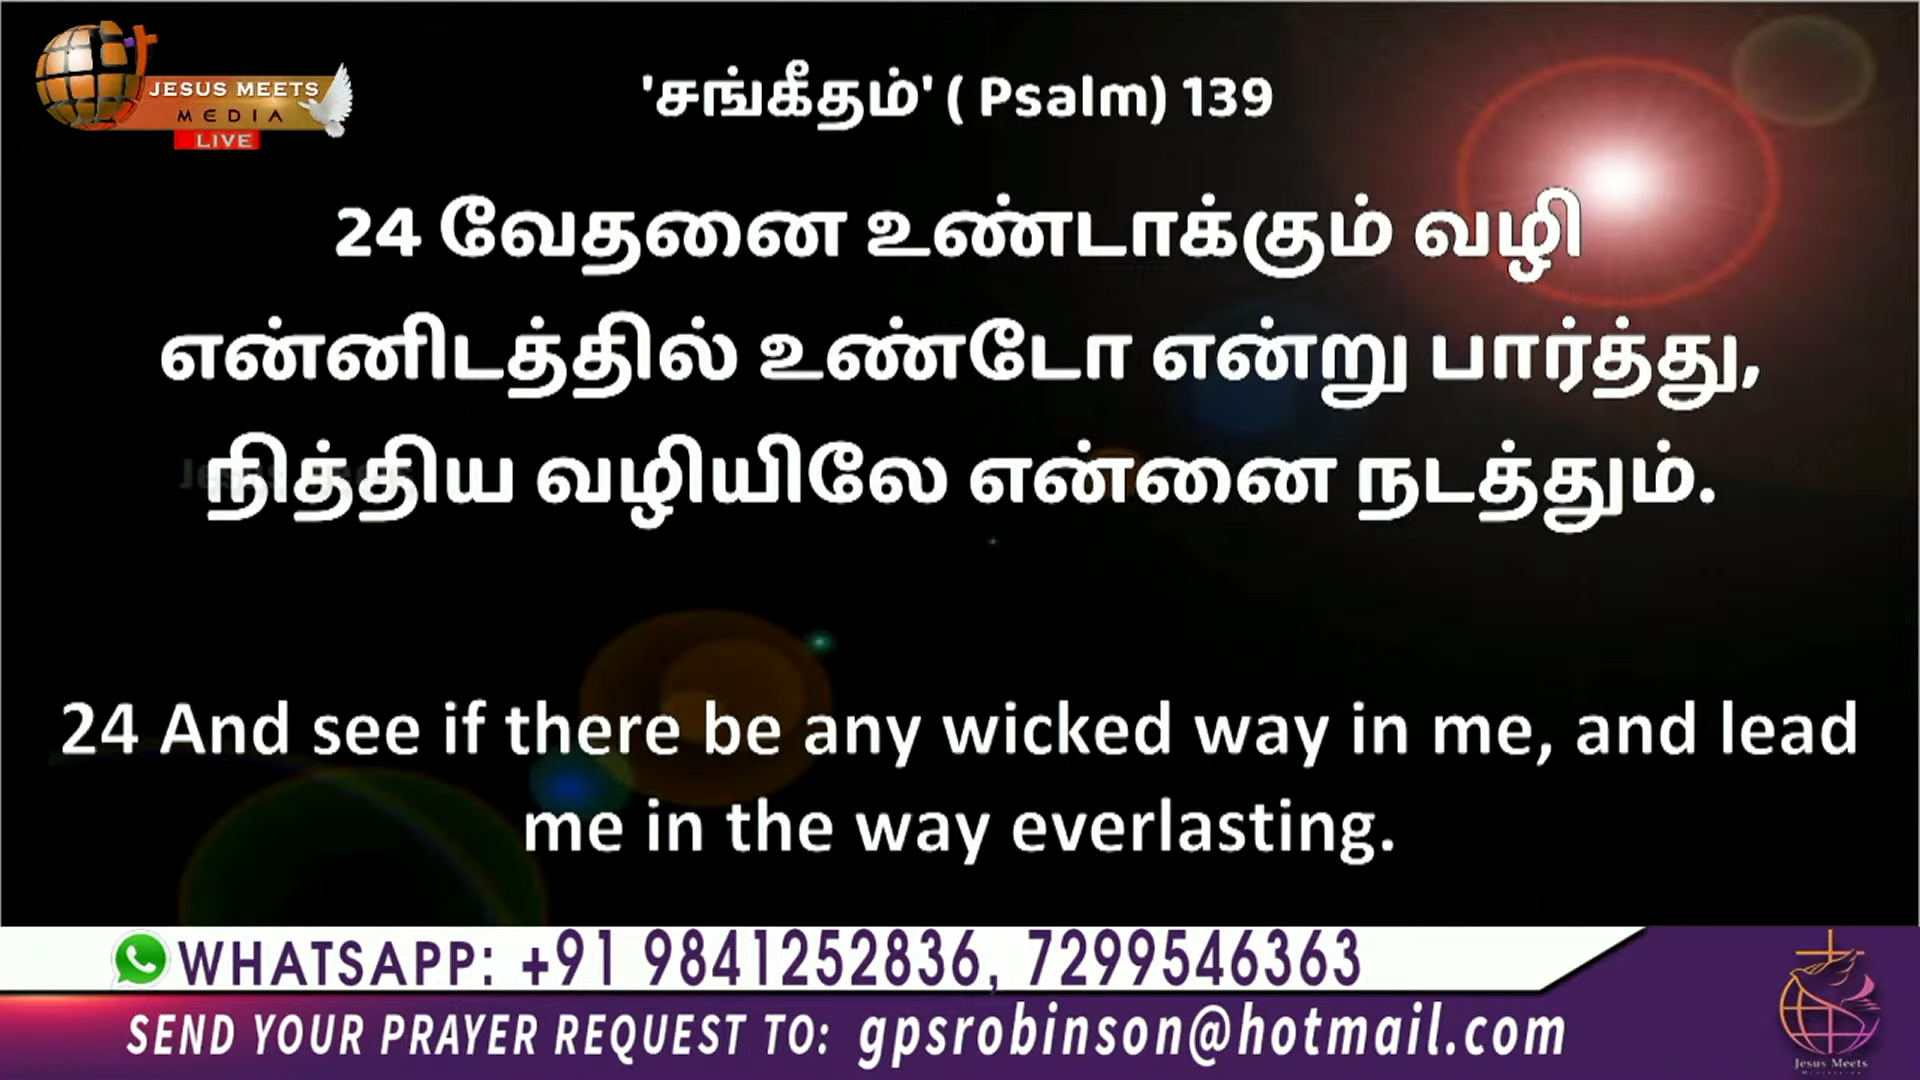 JESUS MEETS
MEDIA
LIVE
'சங்கீதம்' ( Psalm) 139
24 வேதனை உண்டாக்கும் வழி
என்னிடத்தில் உண்டோ என்று பார்த்து,
நித்திய வழியிலே என்னை நடத்தும்.
24 And see if there be any wicked way in me, and lead
me in the way everlasting.
WHATSAPP: +91 9841252836, 7299546363
SEND YOUR PRAYER REQUEST TO: gpsrobinson@hotmail.com
Jesus Meets